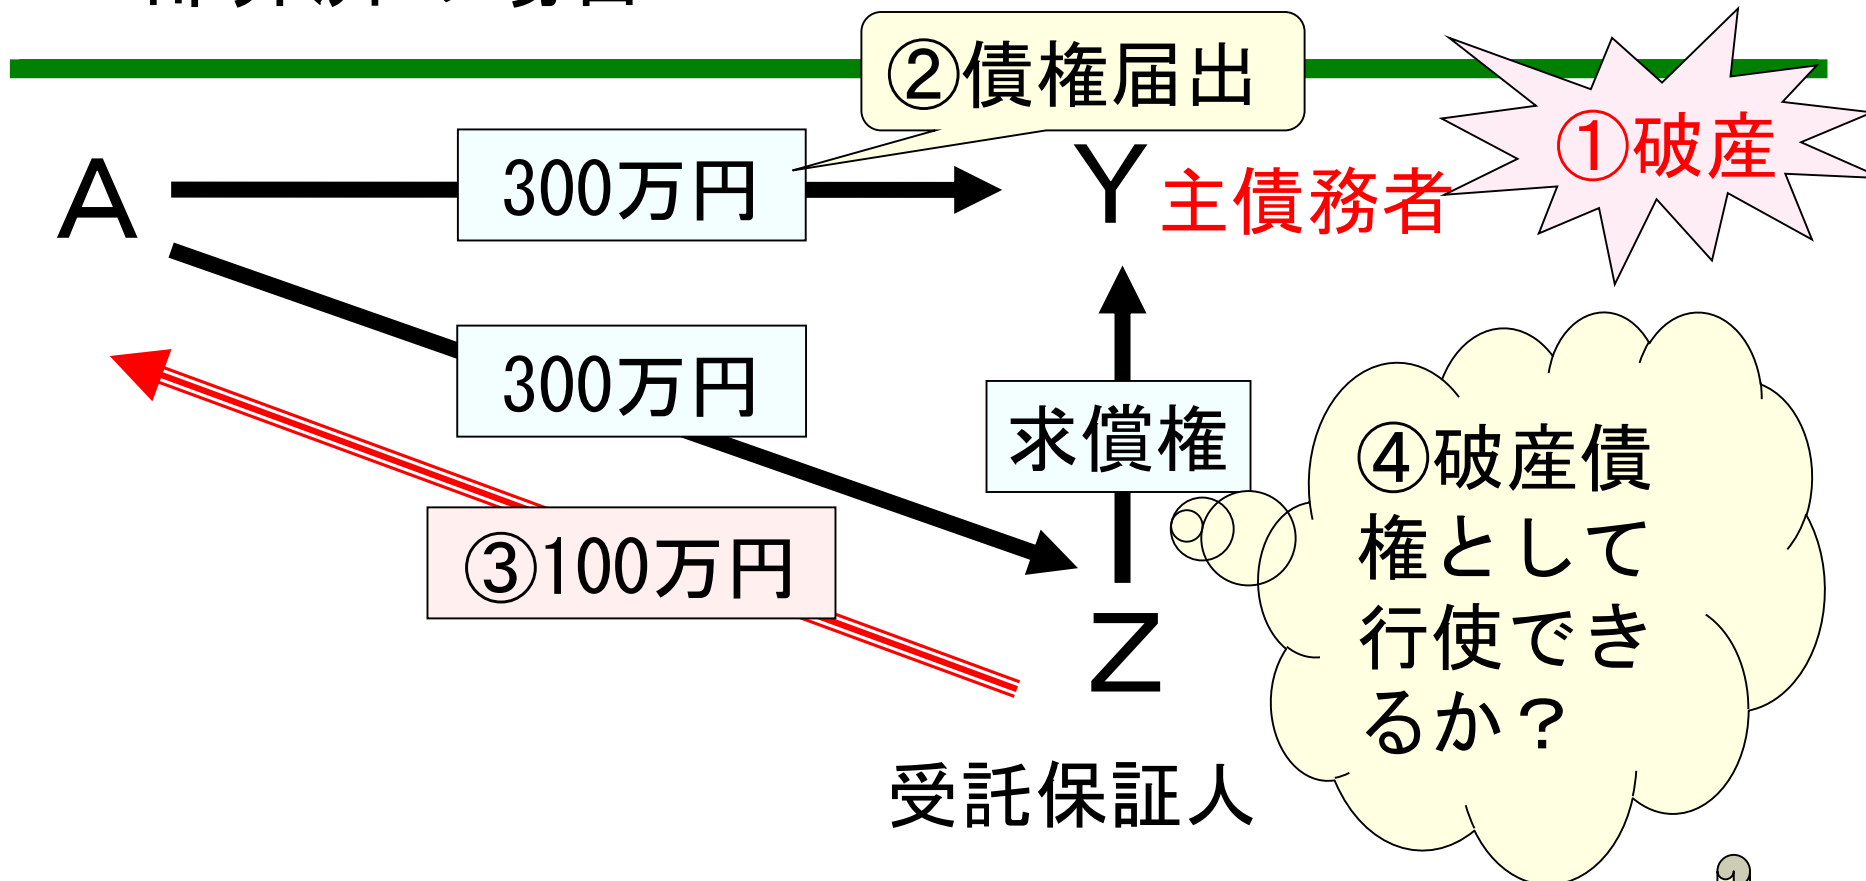 ②債権届出
①破産
A
300万円
Y
主債務者
300万円
求償権
④破産債
権として
行使でき
るか？
③100万円
Z
受託保証人